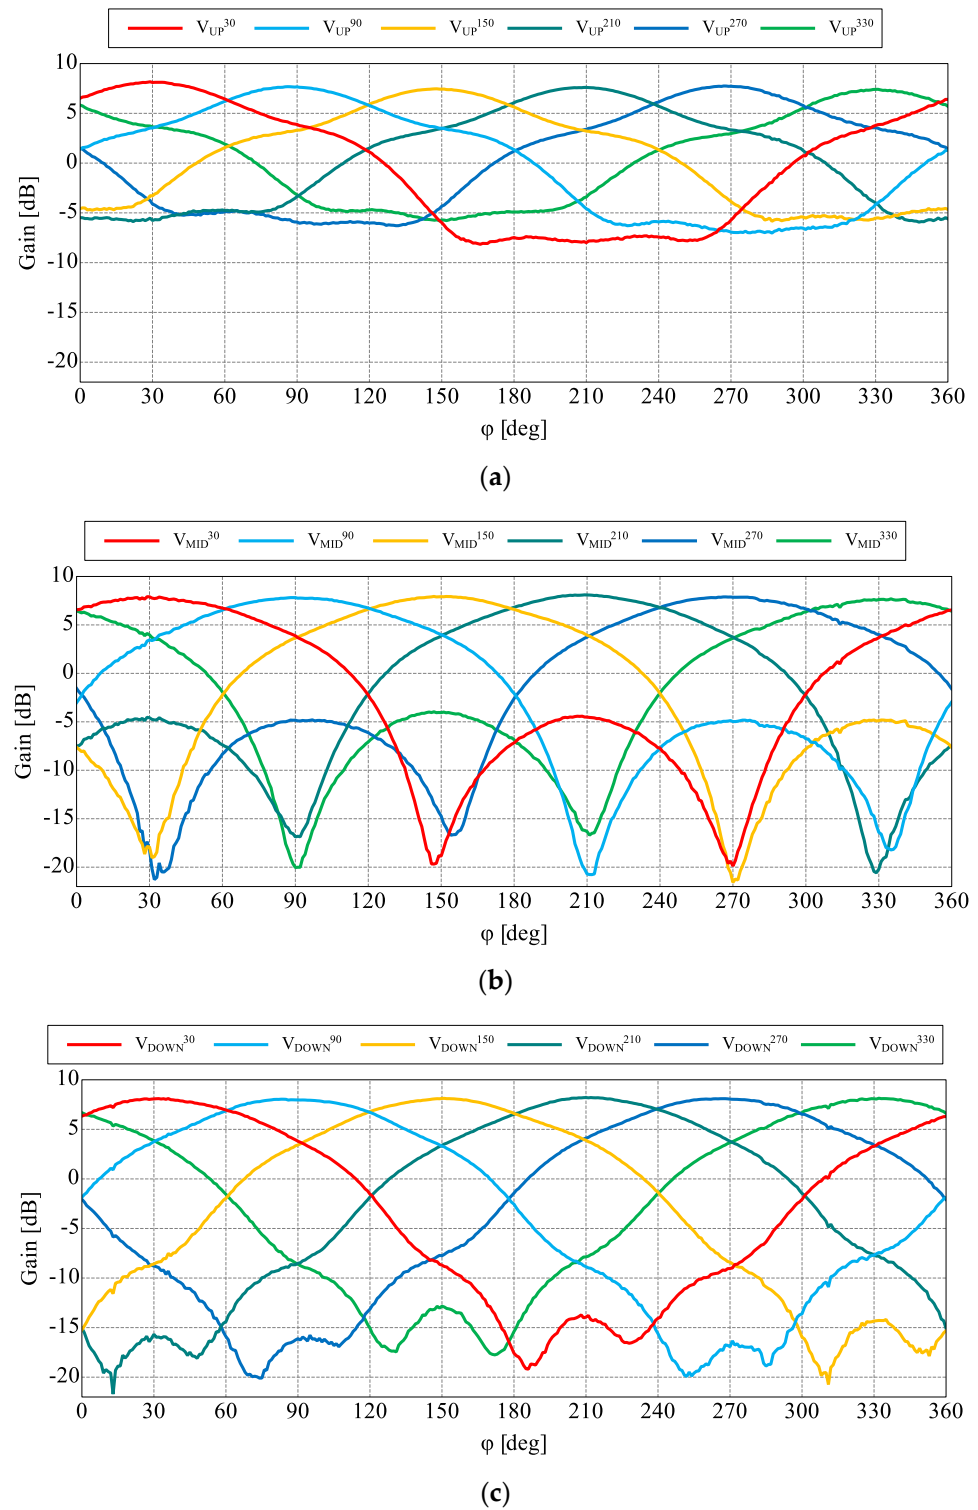 V_UP^30 V_UP^90 V_UP^150 V_UP^210 V_UP^270 V_UP^330
10
5
0
-5
-10
-15
-20
Gain [dB]
0 30 60 90 120 150 180 210 240 270 300 330 360
φ [deg]
(a)
V_MID^30 V_MID^90 V_MID^150 V_MID^210 V_MID^270 V_MID^330
10
5
0
-5
-10
-15
-20
Gain [dB]
0 30 60 90 120 150 180 210 240 270 300 330 360
φ [deg]
(b)
V_DOWN^30 V_DOWN^90 V_DOWN^150 V_DOWN^210 V_DOWN^270 V_DOWN^330
10
5
0
-5
-10
-15
-20
Gain [dB]
0 30 60 90 120 150 180 210 240 270 300 330 360
φ [deg]
(c)